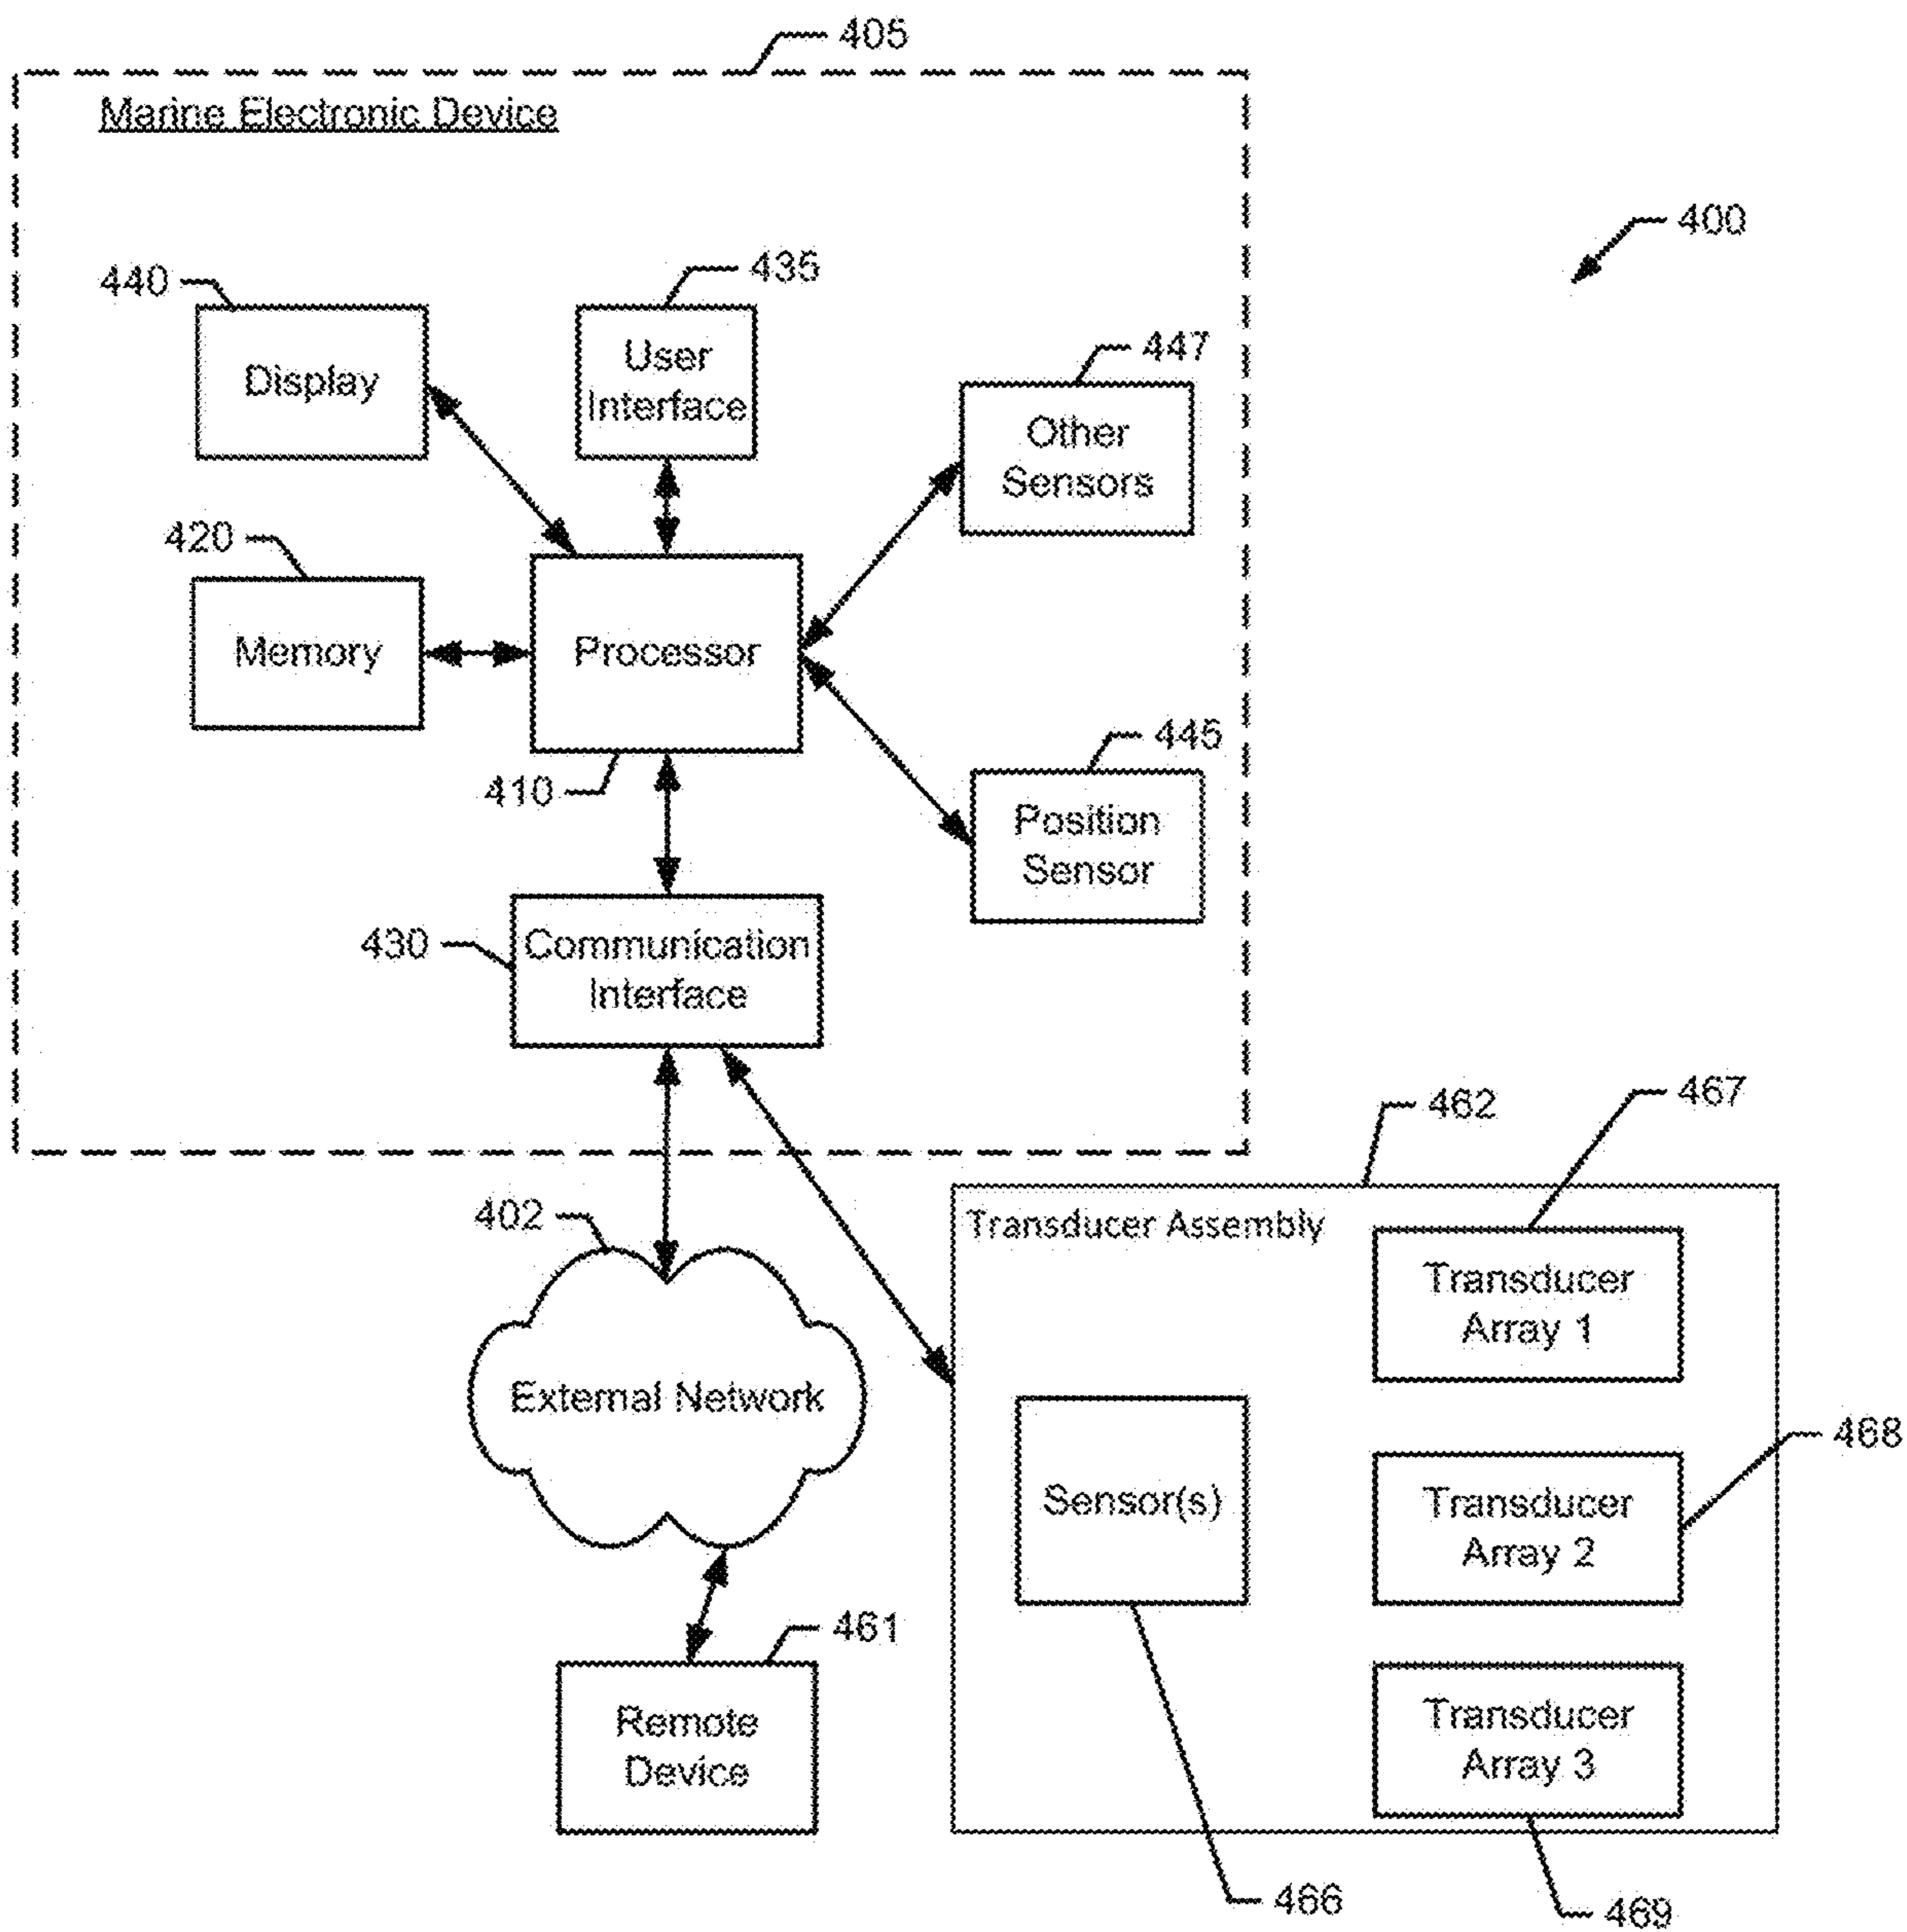 405
Marine Electronic Device
400
440
435
Display
User
Interface
447
Other
Sensors
420
Memory
Processor
410
445
Position
Sensor
430
Communication
Interface
462
467
402
Transducer Assembly
Transducer
Array 1
External Network
468
Sensor(s)
Transducer
Array 2
461
Remote
Device
Transducer
Array 3
466
469